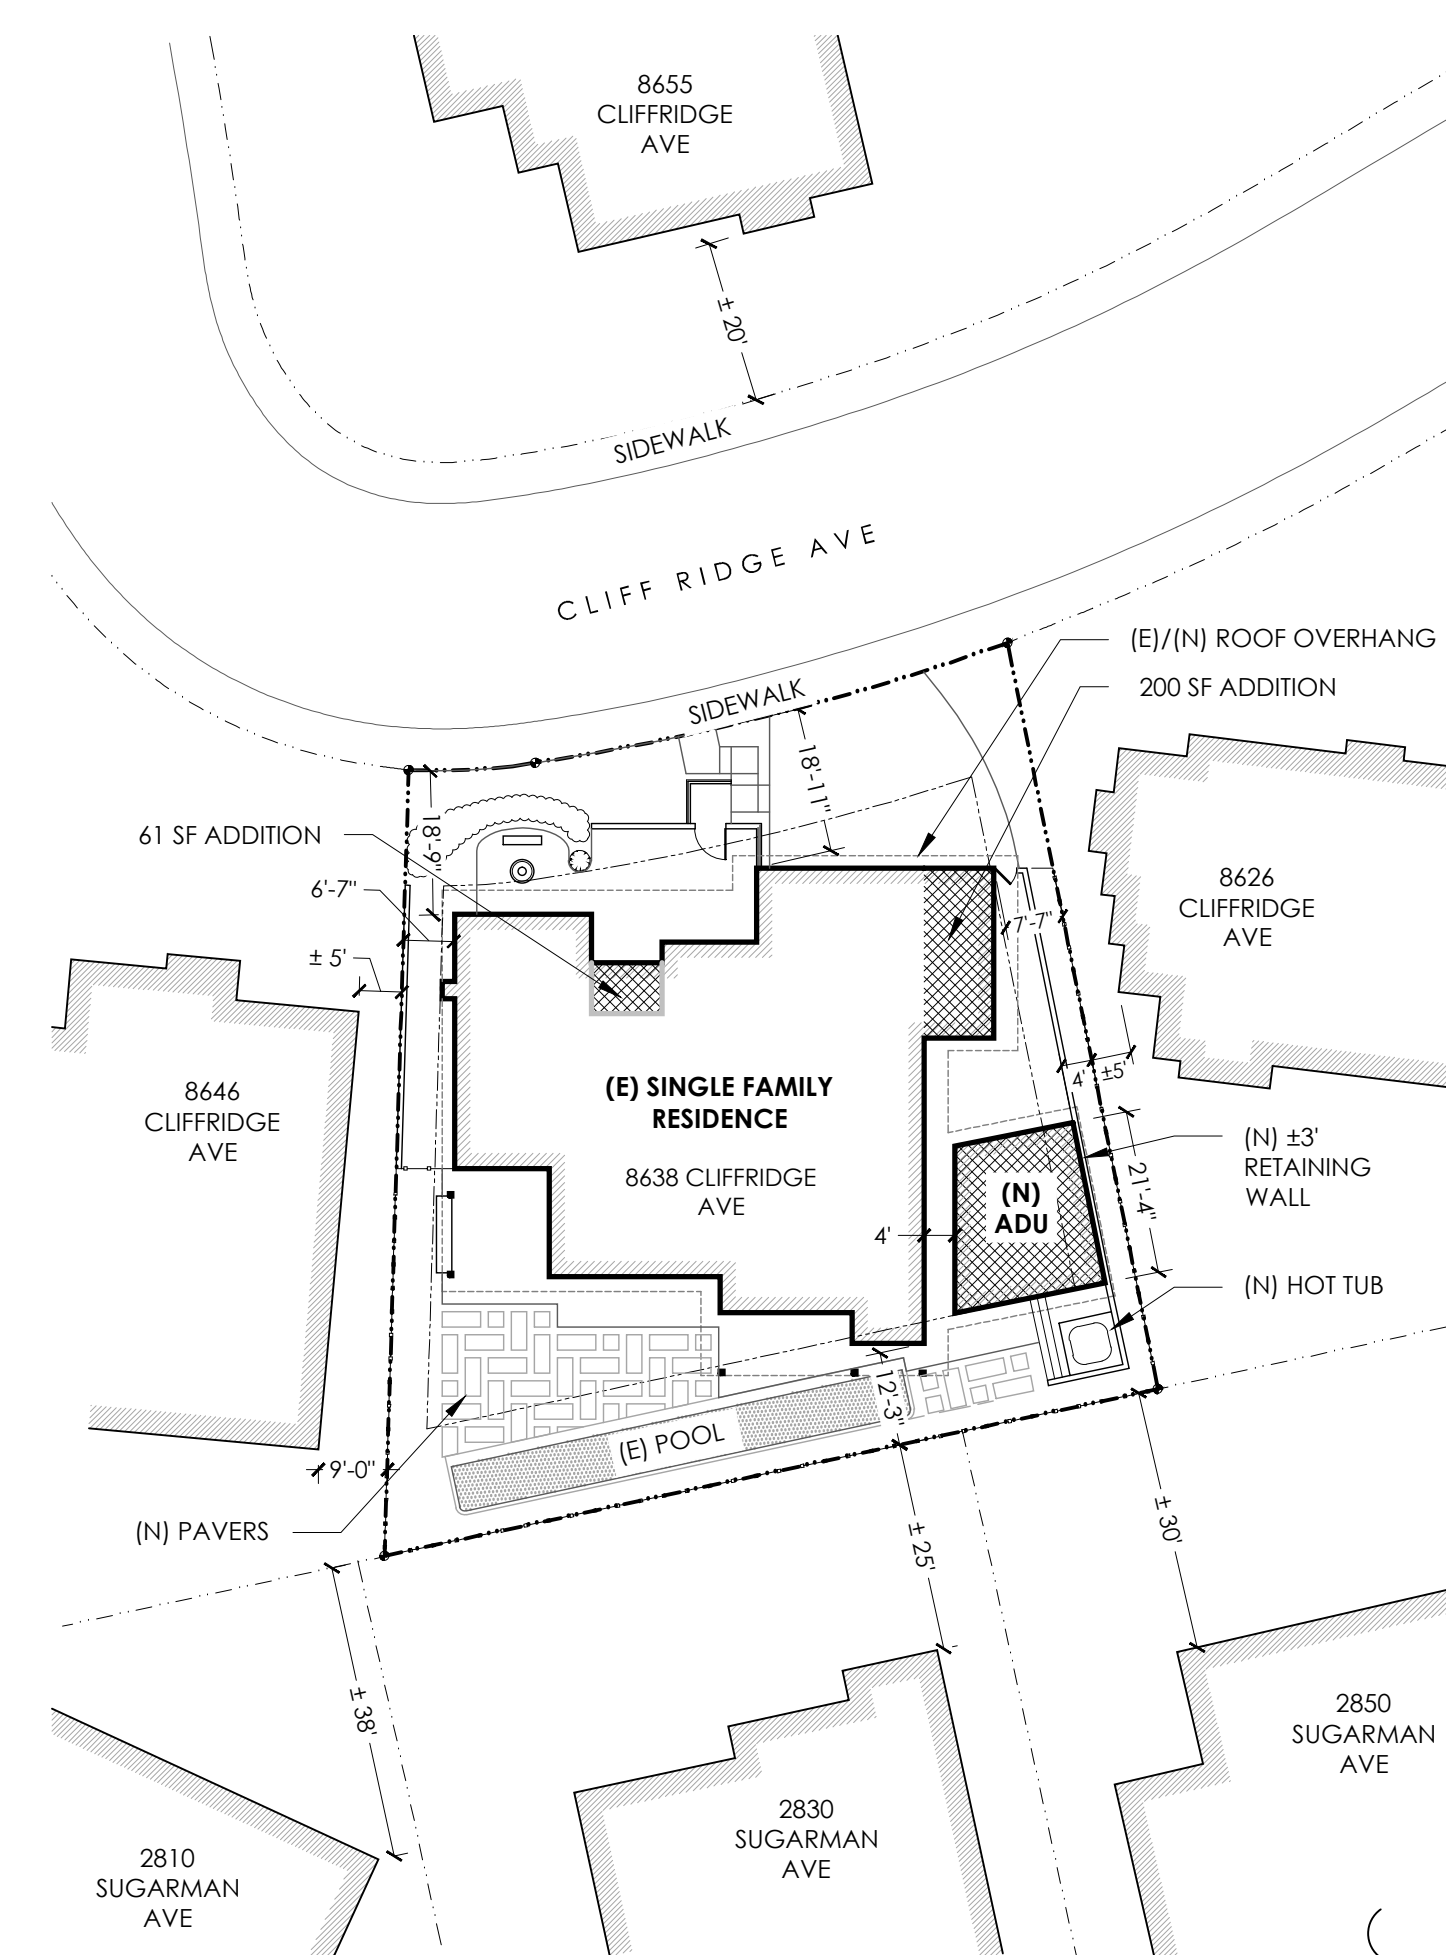 8655
CLIFFRIDGE
AVE
± 20'
SIDEWALK
CLIFF RIDGE AVE
(E)/(N) ROOF OVERHANG
200 SF ADDITION
SIDEWALK
18'-11"
18'-9"
61 SF ADDITION
6'-7"
± 5'
7'-7"
8626
CLIFFRIDGE
AVE
8646
CLIFFRIDGE
AVE
(E) SINGLE FAMILY
RESIDENCE
8638 CLIFFRIDGE
AVE
4'
±5'
(N) ±3'
RETAINING
WALL
21'-4"
(N)
ADU
4'
(N) HOT TUB
12'-3"
(E) POOL
9'-0"
(N) PAVERS
± 25'
± 30'
± 38'
2850
SUGARMAN
AVE
2830
SUGARMAN
AVE
2810
SUGARMAN
AVE